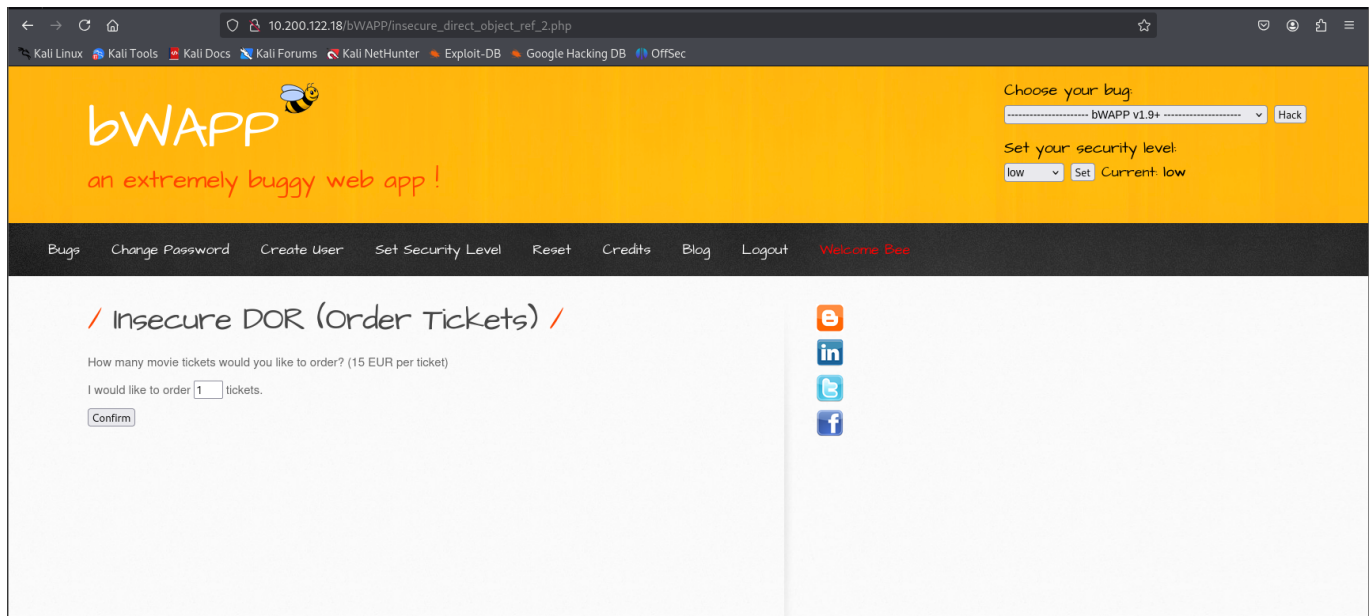 10.200.122.18/bWAPP/insecure_direct_object_ref_2.php
Kali Linux Kali Tools Kali Docs Kali Forums Kali NetHunter Exploit-DB Google Hacking DB OffSec
bWAPP
an extremely buggy web app !
Choose your bug:
---------------------- bWAPP v1.9+ ---------------------- Hack
Set your security level:
low Set Current: low
Bugs Change Password Create User Set Security Level Reset Credits Blog Logout Welcome Bee
/ Insecure DOR (Order Tickets) /
How many movie tickets would you like to order? (15 EUR per ticket)
I would like to order 1 tickets.
Confirm